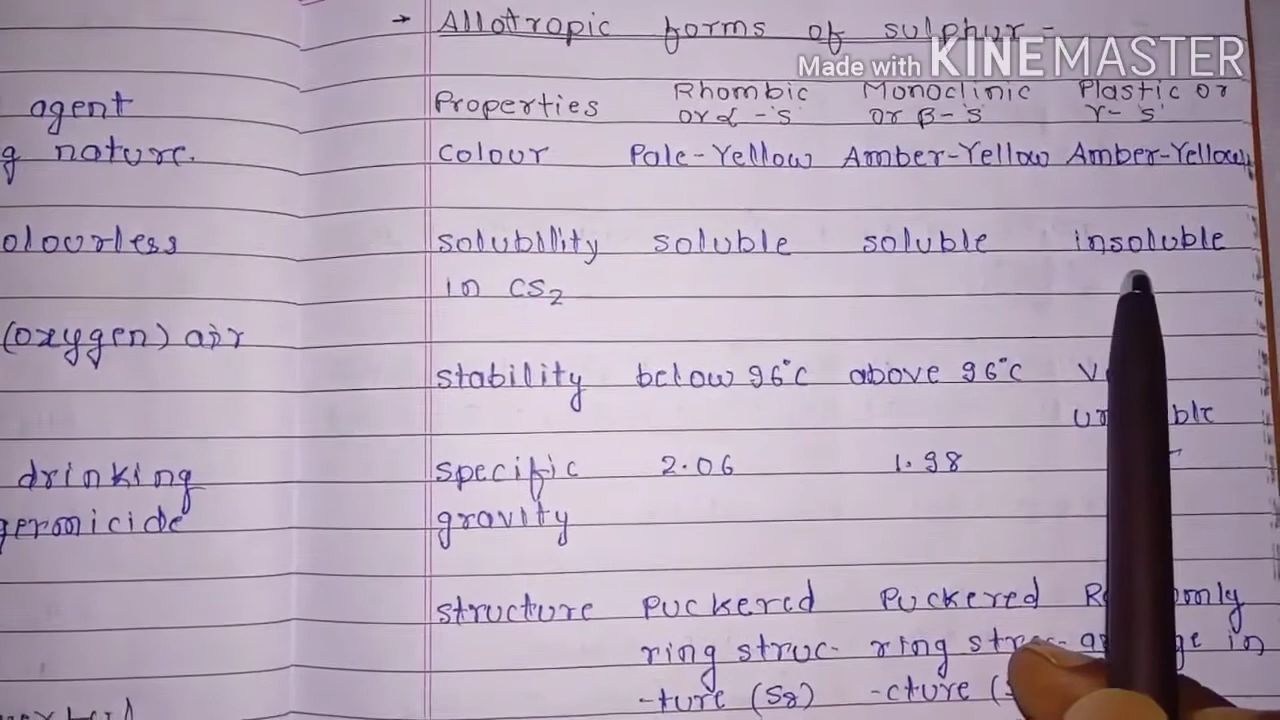 → Allotropic forms of sulphur -
Made with KINEMASTER
agent
g nature.
olourless
(oxygen) air
drinking
germicide
Properties Rhombic or α-'s' Monoclinic or β-'s' Plastic or γ-'s'
colour Pale-Yellow Amber-Yellow Amber-Yellow
solubility soluble soluble insoluble
in CS2
stability below 96°C above 96°C
specific 2.06 1.98
gravity
structure Puckered Puckered
ring struc- ring struc- in
-ture (S8) -cture